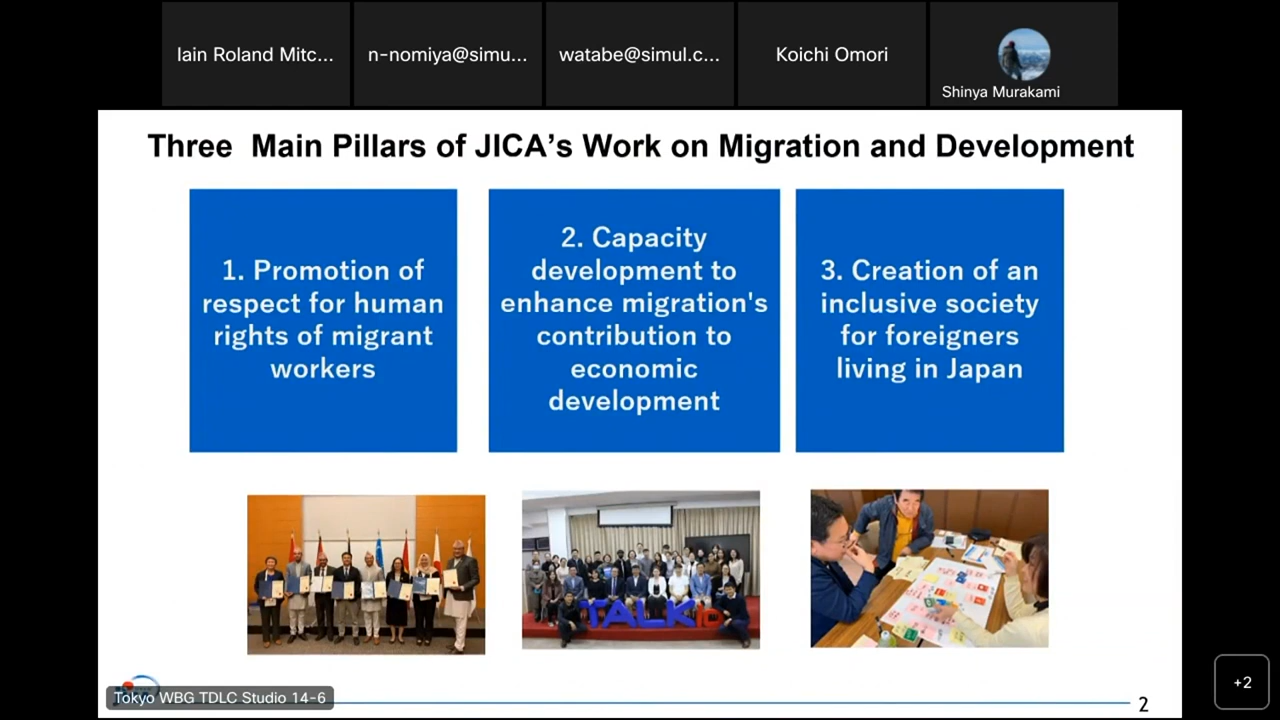 Iain Roland Mitc...
n-nomiya@simu...
watabe@simul.c...
Koichi Omori
Shinya Murakami
Three  Main Pillars of JICA's Work on Migration and Development
1. Promotion of
respect for human
rights of migrant
workers
2. Capacity
development to
enhance migration's
contribution to
economic
development
3. Creation of an
inclusive society
for foreigners
living in Japan
TALK
Tokyo WBG TDLC Studio 14-6
2
+2